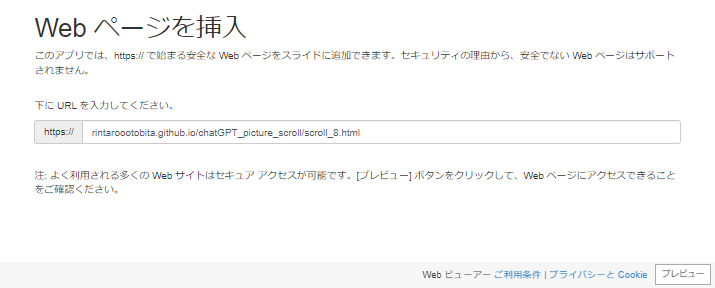 Web ページを挿入
このアプリでは、https:// で始まる安全な Web ページをスライドに追加できます。セキュリティの理由から、安全でない Web ページはサポート
されません。
下に URL を入力してください。
https:// rintaroootobita.github.io/chatGPT_picture_scroll/scroll_8.html
注: よく利用される多くの Web サイトはセキュア アクセスが可能です。[プレビュー] ボタンをクリックして、Web ページにアクセスできること
をご確認ください。
Web ビューアー ご利用条件 | プライバシーと Cookie プレビュー